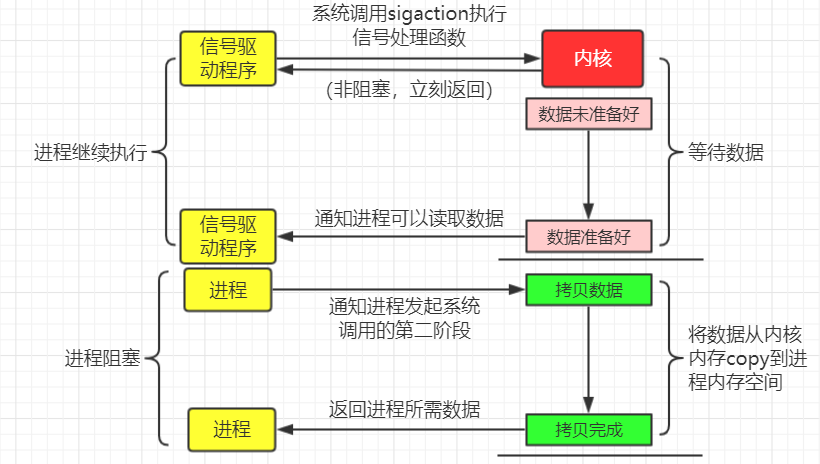 系统调用sigaction执行
信号处理函数
信号驱
动程序
内核
(非阻塞，立刻返回)
数据未准备好
进程继续执行
等待数据
信号驱
动程序
通知进程可以读取数据
数据准备好
进程
拷贝数据
通知进程发起系统
调用的第二阶段
进程阻塞
将数据从内核
内存copy到进
程内存空间
返回进程所需数据
进程
拷贝完成